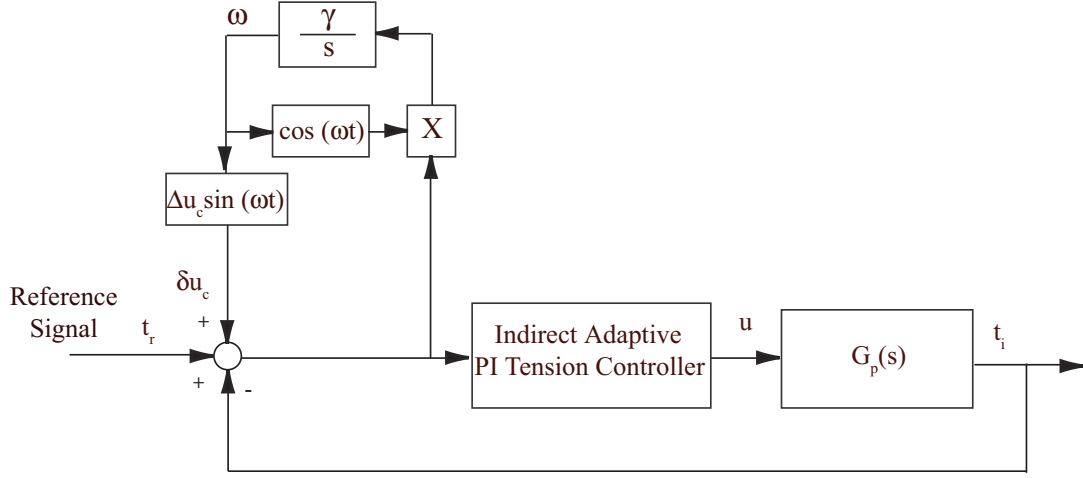 ω
γ
s
cos (ωt)
X
Δu_c sin (ωt)
δu_c
Reference
Signal
t_r
+
+
-
Indirect Adaptive
PI Tension Controller
u
G_p(s)
t_i